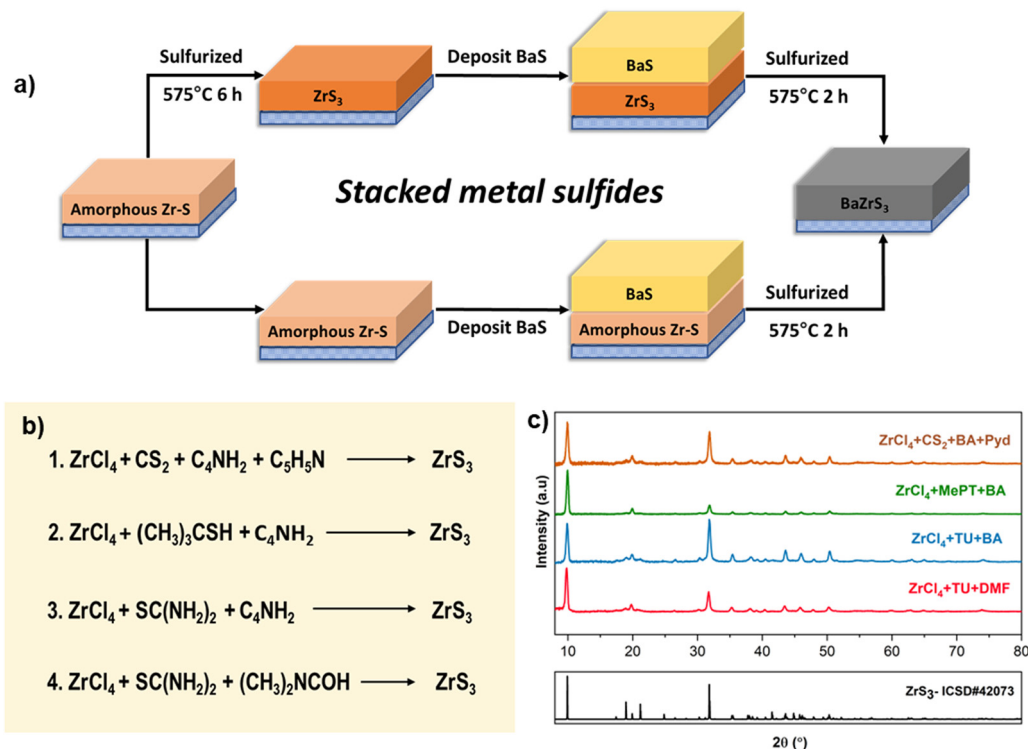 a)
Sulfurized
575°C 6 h
ZrS₃
Deposit BaS
BaS
ZrS₃
Sulfurized
575°C 2 h
Amorphous Zr-S
Stacked metal sulfides
BaZrS₃
Amorphous Zr-S
Deposit BaS
BaS
Amorphous Zr-S
Sulfurized
575°C 2 h
b)
1. ZrCl₄ + CS₂ + C₄NH₂ + C₅H₅N ⟶ ZrS₃
2. ZrCl₄ + (CH₃)₃CSH + C₄NH₂ ⟶ ZrS₃
3. ZrCl₄ + SC(NH₂)₂ + C₄NH₂ ⟶ ZrS₃
4. ZrCl₄ + SC(NH₂)₂ + (CH₃)₂NCOH ⟶ ZrS₃
c)
Intensity (a.u)
ZrCl₄+CS₂+BA+Pyd
ZrCl₄+MePT+BA
ZrCl₄+TU+BA
ZrCl₄+TU+DMF
10 20 30 40 50 60 70 80
ZrS₃- ICSD#42073
2θ (°)